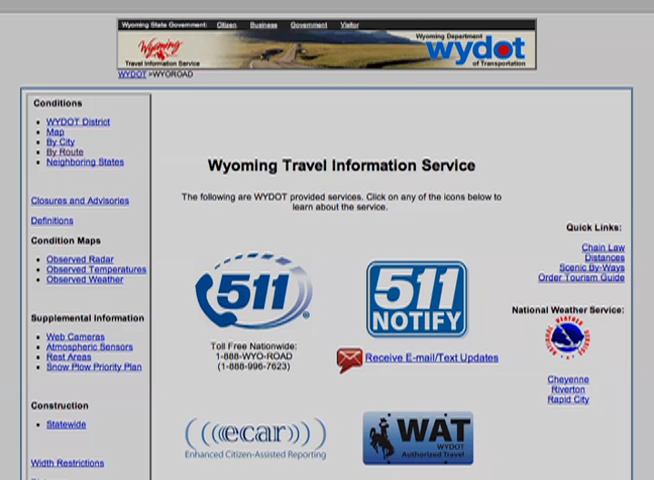 Wyoming State Government: Citizen Business Government Visitor
Wyoming
Travel Information Service
Wyoming Department
wydot
of Transportation
WYDOT >WYOROAD
Conditions
WYDOT District
Map
By City
By Route
Neighboring States
Closures and Advisories
Definitions
Condition Maps
Observed Radar
Observed Temperatures
Observed Weather
Supplemental Information
Web Cameras
Atmospheric Sensors
Rest Areas
Snow Plow Priority Plan
Construction
Statewide
Width Restrictions
Wyoming Travel Information Service
The following are WYDOT provided services. Click on any of the icons below to
learn about the service.
511
Toll Free Nationwide:
1-888-WYO-ROAD
(1-888-996-7623)
511
NOTIFY
Receive E-mail/Text Updates
(((ecar)))
Enhanced Citizen-Assisted Reporting
WAT
WYDOT
Authorized Travel
Quick Links:
Chain Law
Distances
Scenic By-Ways
Order Tourism Guide
National Weather Service:
NATIONAL WEATHER SERVICE
Cheyenne
Riverton
Rapid City